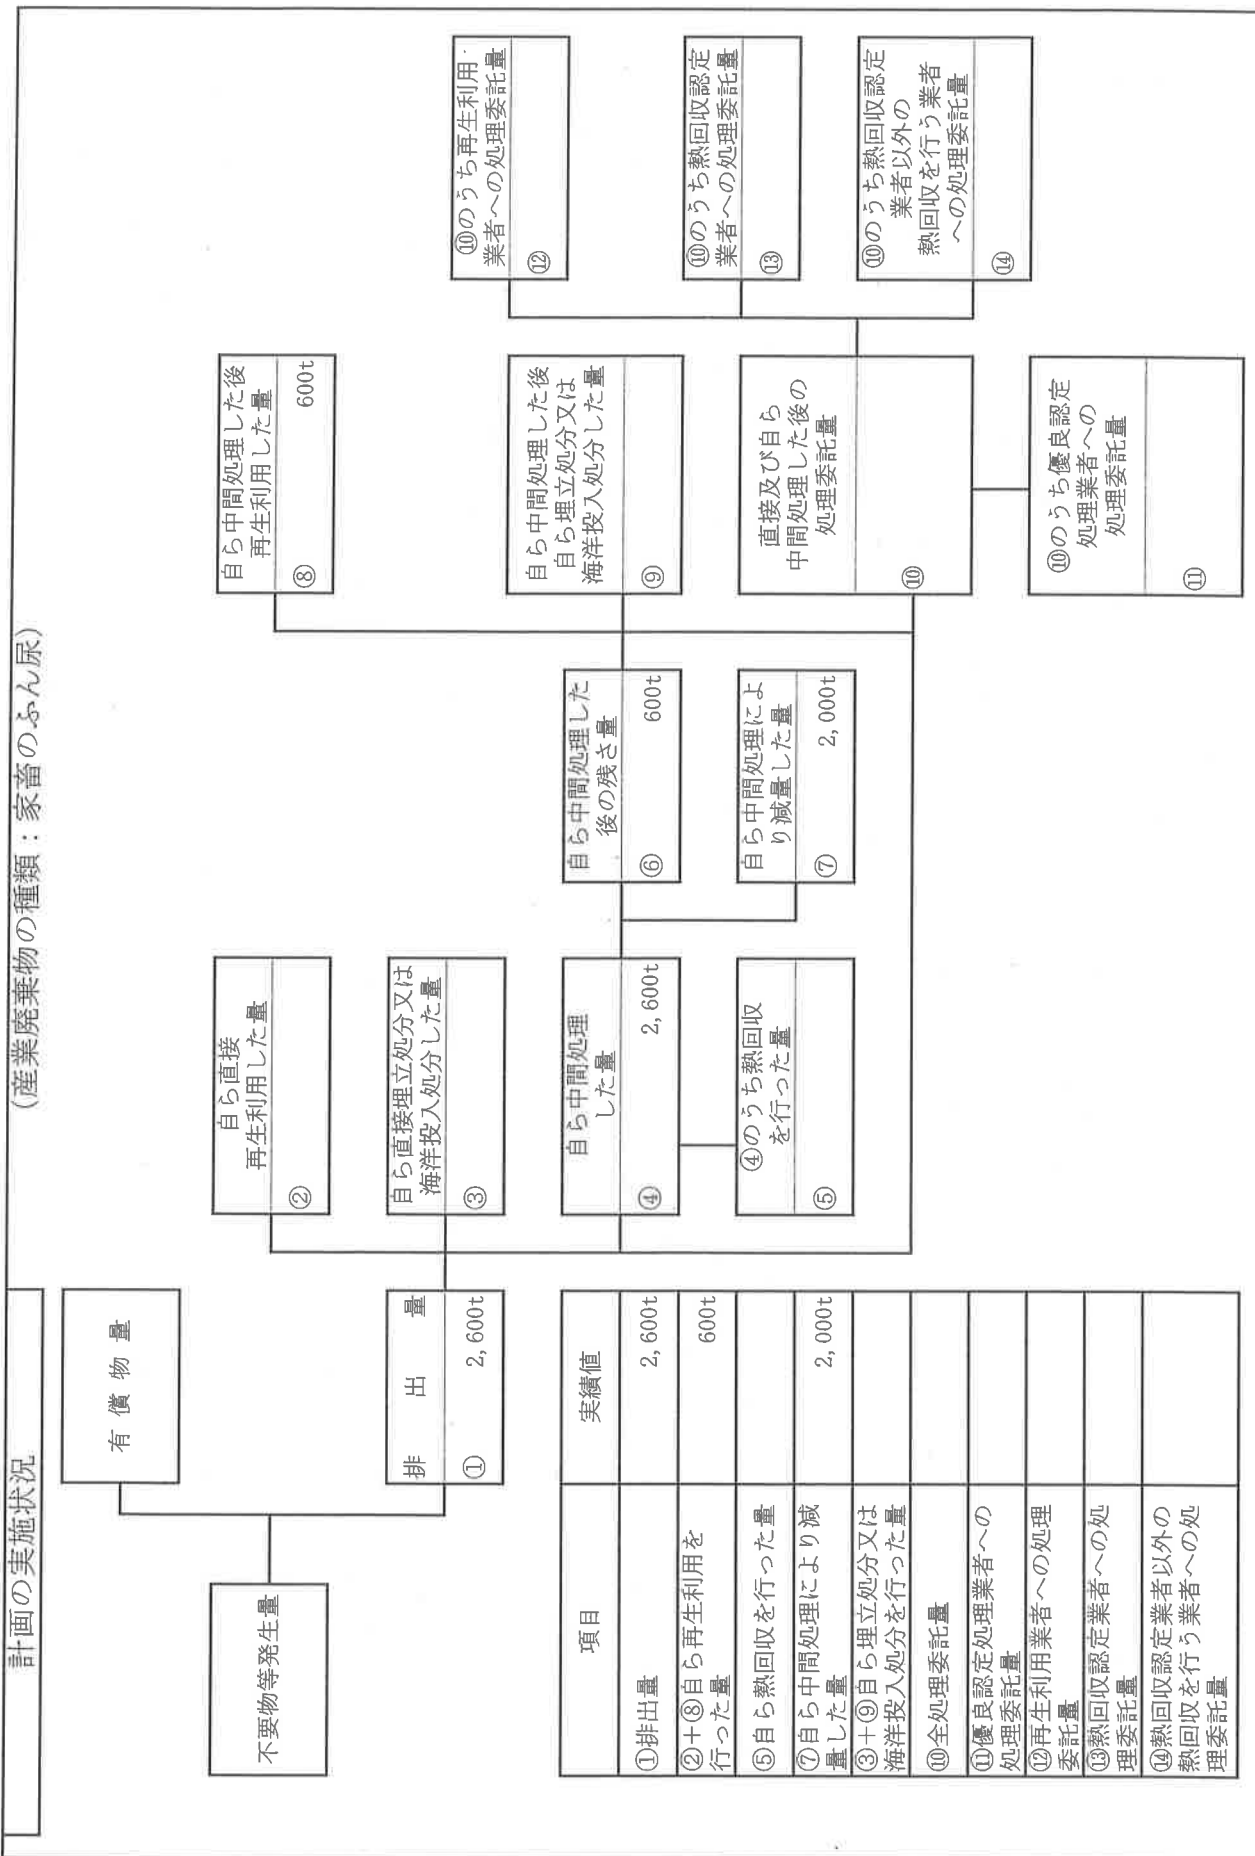 計画の実施状況
(産業廃棄物の種類：家畜のふん尿)
不要物等発生量
有償物量
排出量
① 2,600t
自ら直接
再生利用した量
②
自ら直接埋立処分又は
海洋投入処分した量
③
自ら中間処理
した量
④ 2,600t
④のうち熱回収
を行った量
⑤
自ら中間処理した
後の残さ量
⑥ 600t
自ら中間処理によ
り減量した量
⑦ 2,000t
自ら中間処理した後
再生利用した量
⑧ 600t
自ら中間処理した後
自ら埋立処分又は
海洋投入処分した量
⑨
直接及び自ら
中間処理した後の
処理委託量
⑩
⑩のうち優良認定
処理業者への
処理委託量
⑪
⑩のうち再生利用
業者への処理委託量
⑫
⑩のうち熱回収認定
業者への処理委託量
⑬
⑩のうち熱回収認定
業者以外の
熱回収を行う業者
への処理委託量
⑭
項目 実績値
①排出量 2,600t
②＋⑧自ら再生利用を
行った量 600t
⑤自ら熱回収を行った量
⑦自ら中間処理により減
量した量 2,000t
③＋⑨自ら埋立処分又は
海洋投入処分を行った量
⑩全処理委託量
⑪優良認定処理業者への
処理委託量
⑫再生利用業者への処理
委託量
⑬熱回収認定業者への処
理委託量
⑭熱回収認定業者以外の
熱回収を行う業者への処
理委託量